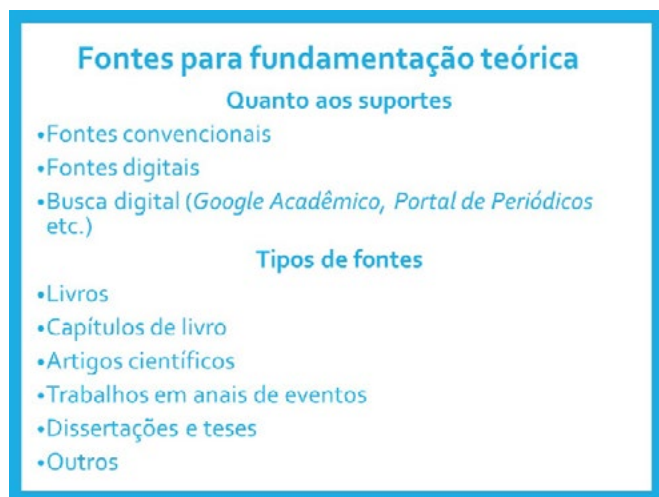 Fontes para fundamentação teórica
Quanto aos suportes
•Fontes convencionais
•Fontes digitais
•Busca digital (Google Acadêmico, Portal de Periódicos
etc.)
Tipos de fontes
•Livros
•Capítulos de livro
•Artigos científicos
•Trabalhos em anais de eventos
•Dissertações e teses
•Outros